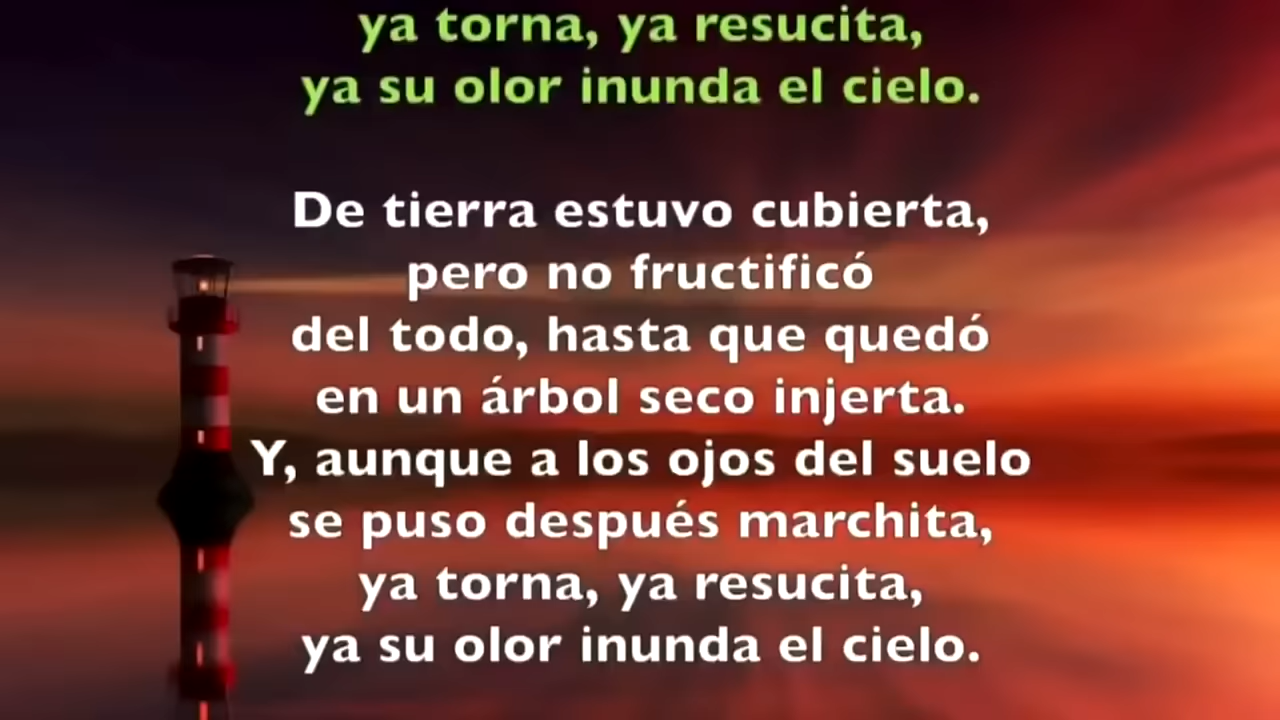 ya torna, ya resucita,
ya su olor inunda el cielo.
De tierra estuvo cubierta,
pero no fructificó
del todo, hasta que quedó
en un árbol seco injerta.
Y, aunque a los ojos del suelo
se puso después marchita,
ya torna, ya resucita,
ya su olor inunda el cielo.